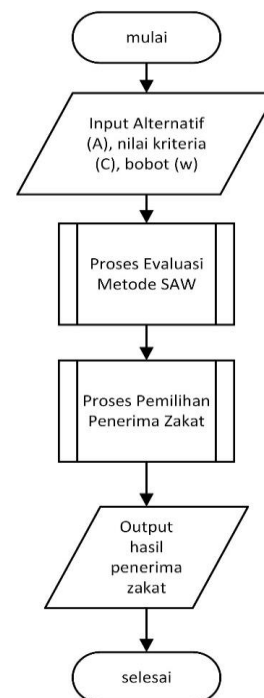 mulai
Input Alternatif
(A), nilai kriteria
(C), bobot (w)
Proses Evaluasi
Metode SAW
Proses Pemilihan
Penerima Zakat
Output
hasil
penerima
zakat
selesai